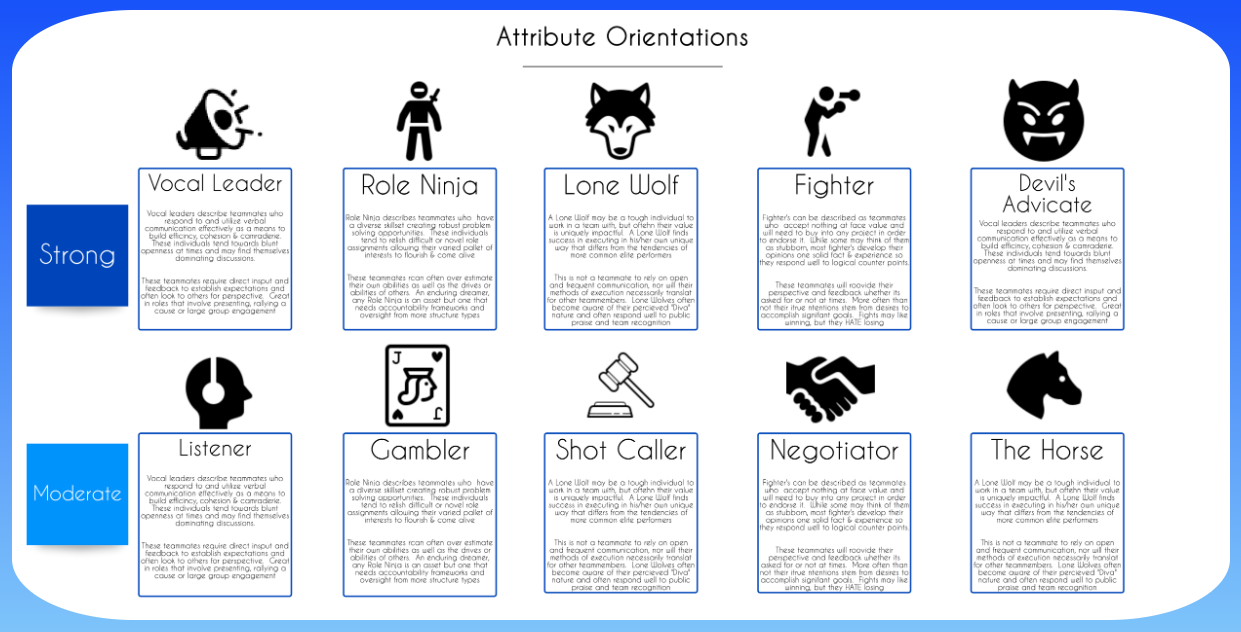 Attribute Orientations
Strong
Vocal Leader
Vocal leaders describe teammates who
respond to and utilize verbal
communication effectively as a means to
build efficincy, cohesion & camraderie.
These individuals tend towards blunt
openness at times and may find themselves
dominating discussions.
These teammates require direct insput and
feedback to establish expectations and
often look to others for perspective. Great
in roles that involve presenting, rallying a
cause or large group engagement
Role Ninja
Role Ninja describes teammates who have
a diverse skillset creating robust problem
solving opportunities. These individuals
tend to relish difficult or novel role
assignments allowing their varied pallet of
interests to flourish & come alive
These teammates rcan often over estimate
their own abilities as well as the drives or
abilities of others. An enduring dreamer,
any Role Ninja is an asset but one that
needs accountability frameworks and
oversight from more structure types
Lone Wolf
A Lone Wolf may be a tough individual to
work in a team with, but oftehn their value
is uniquely impactful. A Lone Wolf finds
success in executing in his/her own unique
way that differs from the tendencies of
more common elite performers
This is not a teammate to rely on open
and frequent communication, nor will their
methods of execution necessarily translat
for other teammembers. Lone Wolves often
become aware of their percieved "Diva"
nature and often respond well to public
praise and team recognition
Fighter
Fighter's can be described as teammates
who accept nothing at face value and
will need to buy into any project in order
to endorse it. While some may think of them
as stubborn, most fighter's develop their
opinions one solid fact & experience so
they respond well to logical counter points.
These teammates will roovide their
perspective and feedback whether its
asked for or not at times. More often than
not their itrue ntentions stem from desires to
accomplish signifant goals. Fights may like
winning, but they HATE losing
Devil's
Advicate
Vocal leaders describe teammates who
respond to and utilize verbal
communication effectively as a means to
build efficincy, cohesion & camraderie.
These individuals tend towards blunt
openness at times and may find themselves
dominating discussions.
These teammates require direct insput and
feedback to establish expectations and
often look to others for perspective. Great
in roles that involve presenting, rallying a
cause or large group engagement
Moderate
Listener
Vocal leaders describe teammates who
respond to and utilize verbal
communication effectively as a means to
build efficincy, cohesion & camraderie.
These individuals tend towards blunt
openness at times and may find themselves
dominating discussions.
These teammates require direct insput and
feedback to establish expectations and
often look to others for perspective. Great
in roles that involve presenting, rallying a
cause or large group engagement
J
J
Gambler
Role Ninja describes teammates who have
a diverse skillset creating robust problem
solving opportunities. These individuals
tend to relish difficult or novel role
assignments allowing their varied pallet of
interests to flourish & come alive
These teammates rcan often over estimate
their own abilities as well as the drives or
abilities of others. An enduring dreamer,
any Role Ninja is an asset but one that
needs accountability frameworks and
oversight from more structure types
Shot Caller
A Lone Wolf may be a tough individual to
work in a team with, but oftehn their value
is uniquely impactful. A Lone Wolf finds
success in executing in his/her own unique
way that differs from the tendencies of
more common elite performers
This is not a teammate to rely on open
and frequent communication, nor will their
methods of execution necessarily translat
for other teammembers. Lone Wolves often
become aware of their percieved "Diva"
nature and often respond well to public
praise and team recognition
Negotiator
Fighter's can be described as teammates
who accept nothing at face value and
will need to buy into any project in order
to endorse it. While some may think of them
as stubborn, most fighter's develop their
opinions one solid fact & experience so
they respond well to logical counter points.
These teammates will roovide their
perspective and feedback whether its
asked for or not at times. More often than
not their itrue ntentions stem from desires to
accomplish signifant goals. Fights may like
winning, but they HATE losing
The Horse
A Lone Wolf may be a tough individual to
work in a team with, but oftehn their value
is uniquely impactful. A Lone Wolf finds
success in executing in his/her own unique
way that differs from the tendencies of
more common elite performers
This is not a teammate to rely on open
and frequent communication, nor will their
methods of execution necessarily translat
for other teammembers. Lone Wolves often
become aware of their percieved "Diva"
nature and often respond well to public
praise and team recognition